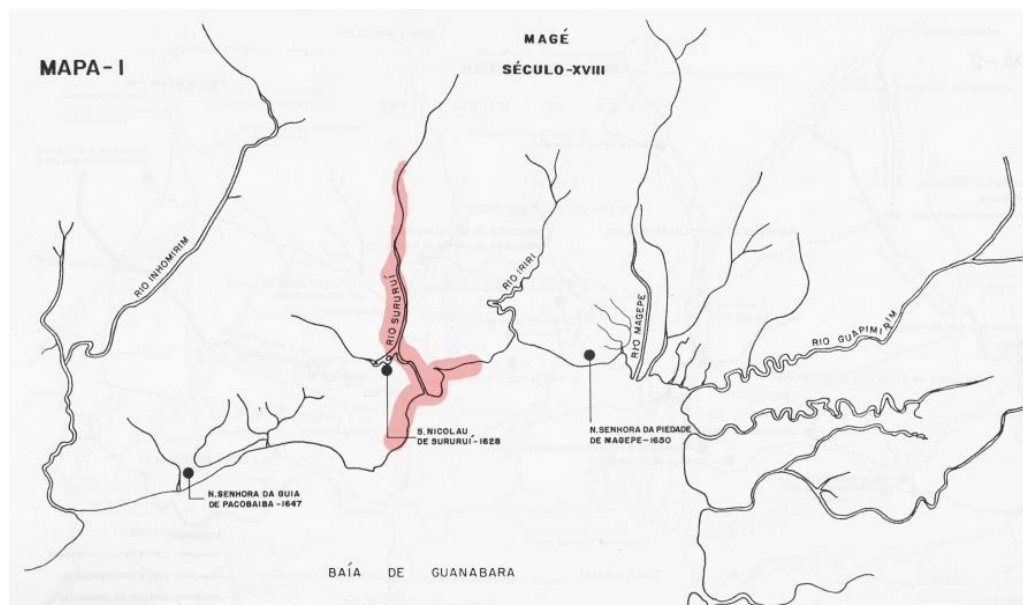 MAPA-I
MAGÉ
SÉCULO-XVIII
RIO INHOMIRIM
RIO SURURUÍ
RIO IRIRI
RIO MAGEPE
RIO GUAPIMIRIM
S. NICOLAU
DE SURURUÍ-1628
N. SENHORA DA PIEDADE
DE MAGEPE-1650
N. SENHORA DA GUIA
DE PACOBAIBA-1647
BAÍA DE GUANABARA